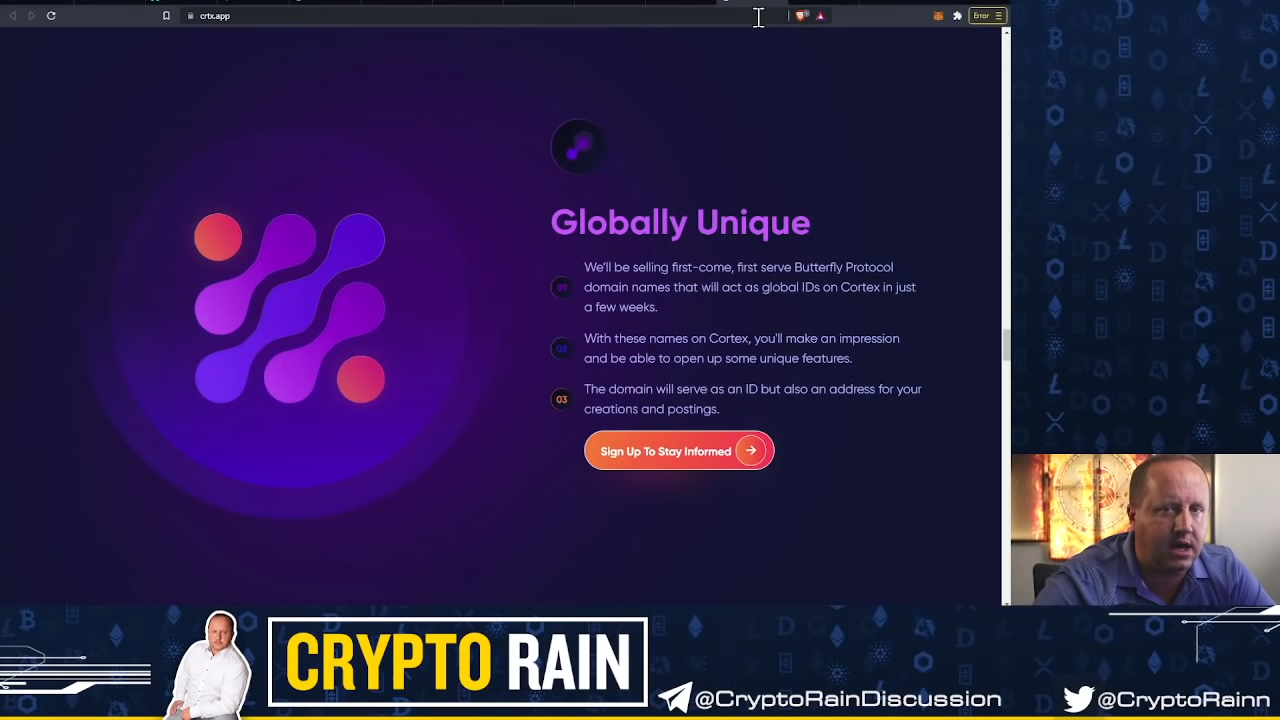 crtx.app
Error
Globally Unique
We'll be selling first-come, first serve Butterfly Protocol
domain names that will act as global IDs on Cortex in just
a few weeks.
02
With these names on Cortex, you'll make an impression
and be able to open up some unique features.
03
The domain will serve as an ID but also an address for your
creations and postings.
Sign Up To Stay Informed
CRYPTO RAIN
@CryptoRainDiscussion
@CryptoRainn